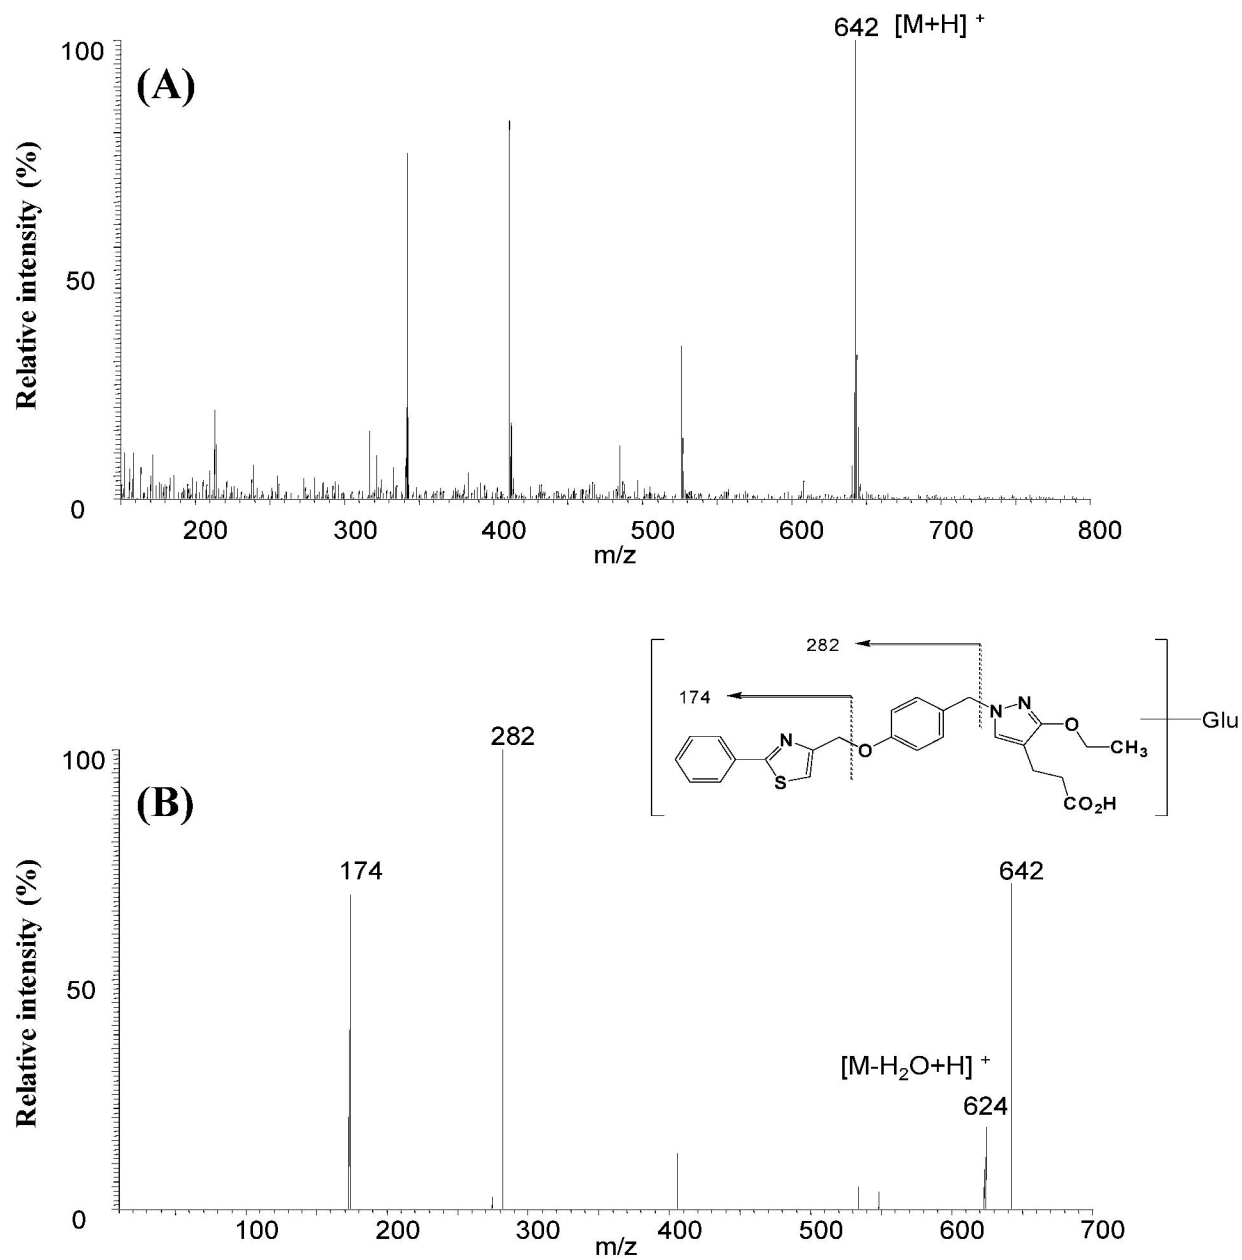 642 [M+H] +
100
(A)
50
0
Relative intensity (%)
200 300 400 500 600 700 800
m/z
282
174
N
S
O
N
N
O
CH₃
CO₂H
Glu
282
100
(B)
174
642
50
[M-H₂O+H] +
624
0
Relative intensity (%)
100 200 300 400 500 600 700
m/z